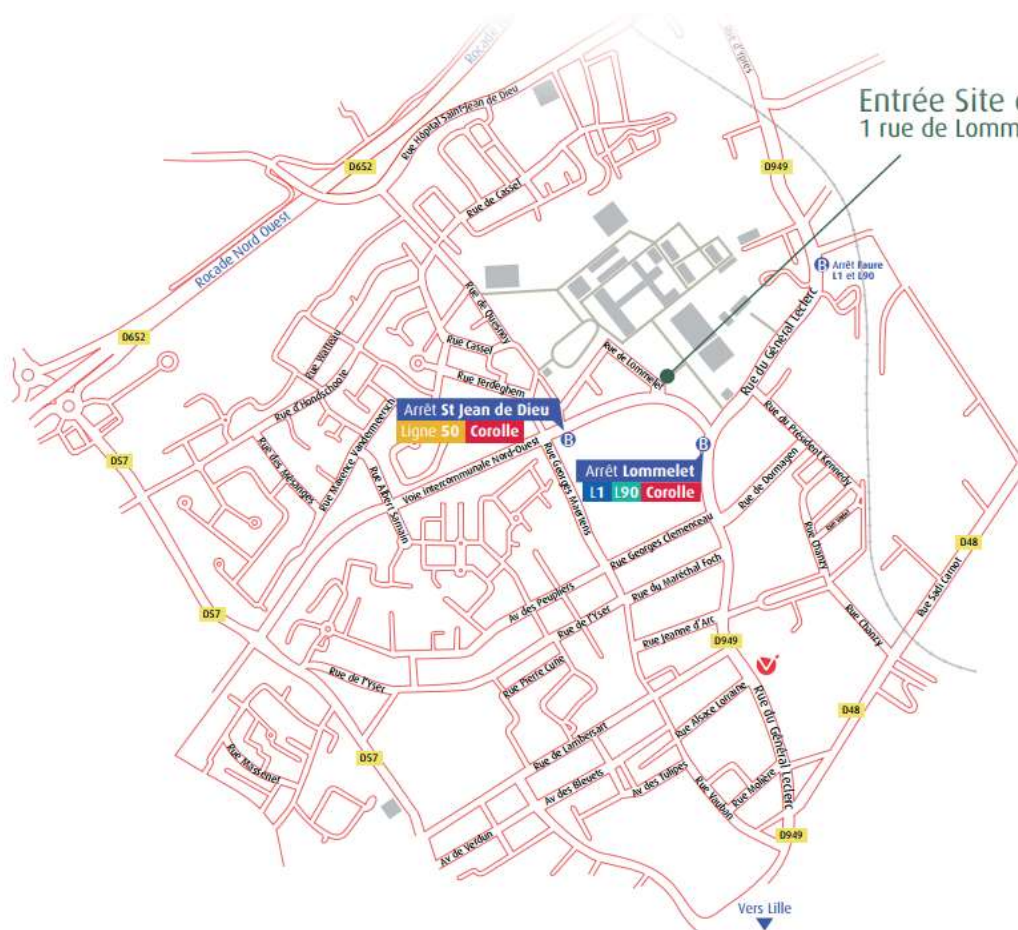 Rocade
Rue Hôpital Saint-Jean de Dieu
d'Ypres
Entrée Site
1 rue de Lomm
D652
D949
Rue de Cassel
Rocade Nord Ouest
B Arrêt Faure
L1 et L90
Rue de Quesnoy
Rue du Général Leclerc
D652
Rue Watteau
Rue Cassel
Rue de Lommelet
Rue d'Hondschoote
Rue Terdeghem
Arrêt St Jean de Dieu
Ligne 50 Corolle
B
B
Rue du Président Kennedy
Rue Maxence Vandermeersch
D57
Rue des Mésanges
Voie Intercommunale Nord-Ouest
Rue Albert Samain
Rue Georges Maertens
Arrêt Lommelet
L1 L90 Corolle
Rue de Dormagen
Rue Chanzy
D48
Rue Georges Clemenceau
Rue du Maréchal Foch
Av des Peupliers
Rue de l'Yser
Rue Sadi Carnot
D57
Rue Jeanne d'Arc
D949
Rue Chanzy
Rue de l'Yser
Rue Pierre Curie
Rue Alsace Lorraine
Rue du Général Leclerc
D48
Rue de Lambersart
D57
Rue Massenet
Av des Bleuets
Av des Tulipes
Rue Vauban
Rue Molière
Av de Verdun
D949
Vers Lille